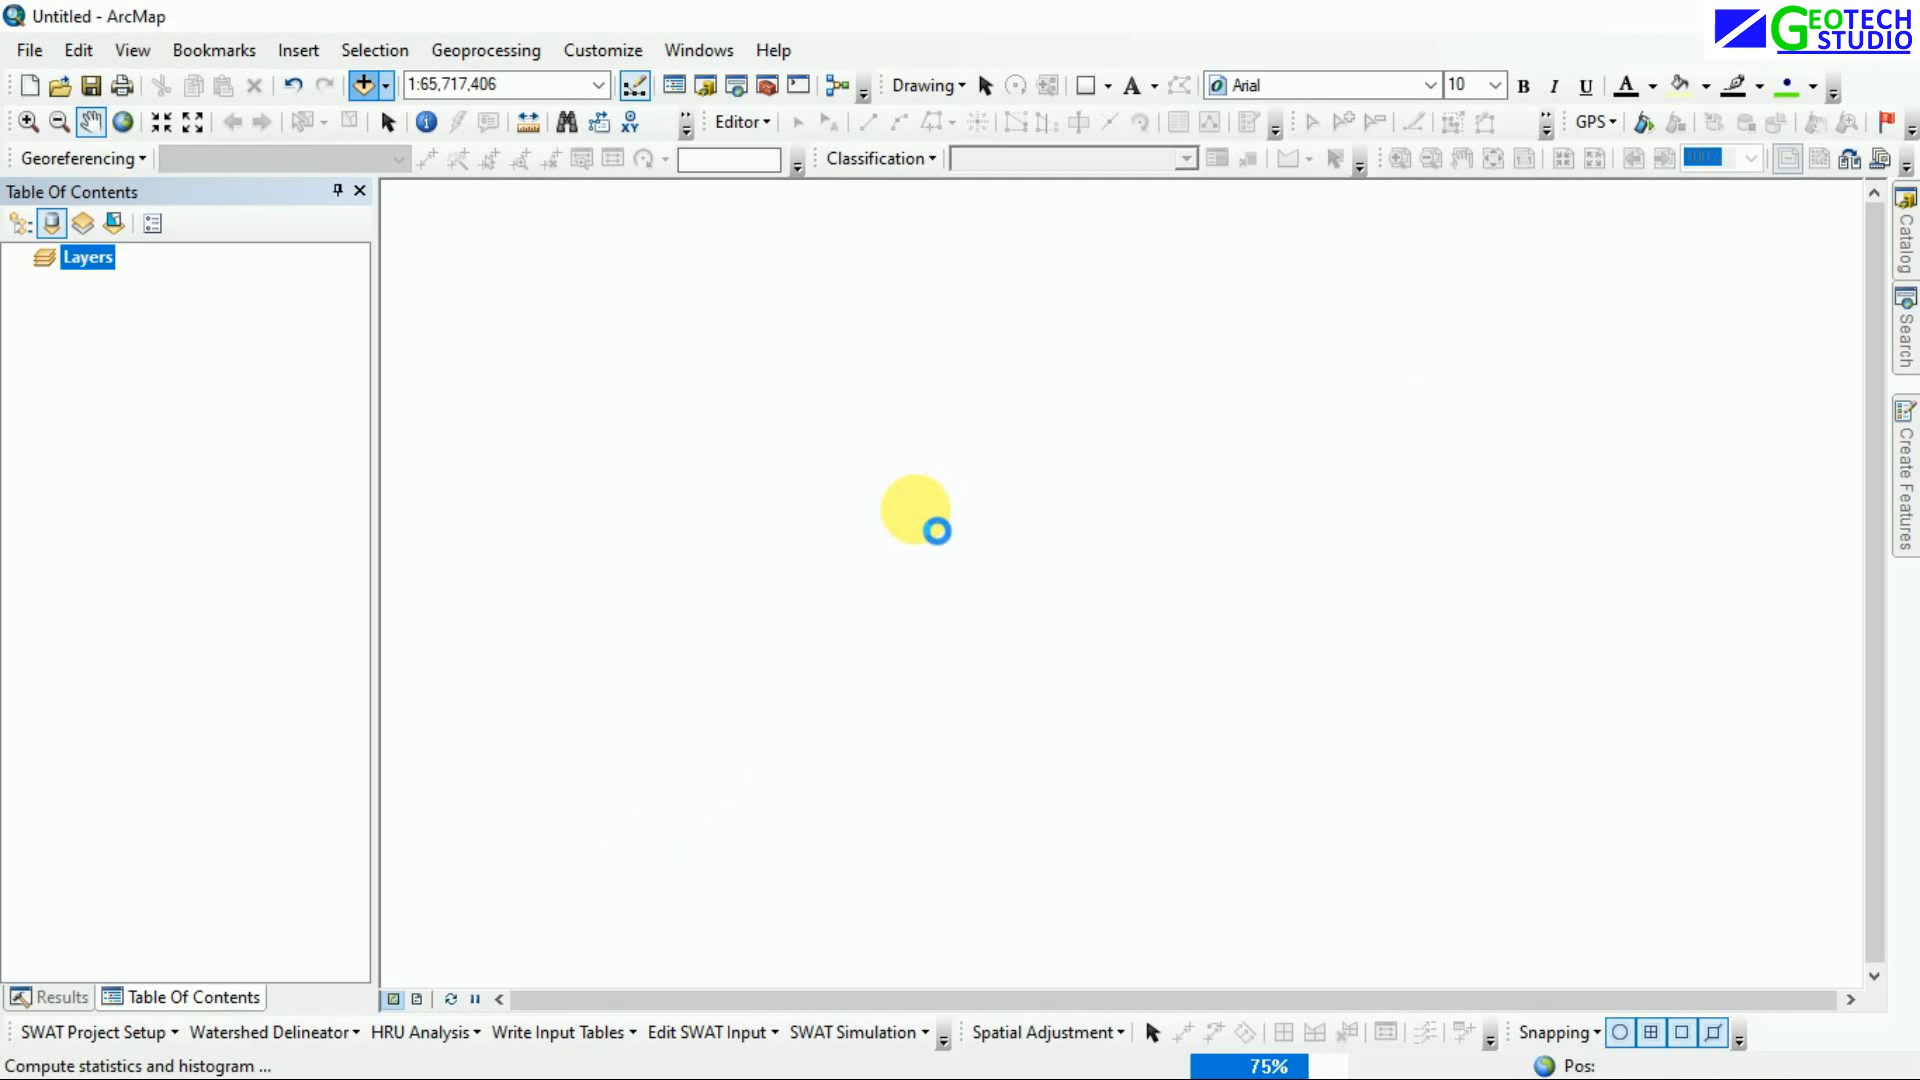 Untitled - ArcMap
GEOTECH
STUDIO
File Edit View Bookmarks Insert Selection Geoprocessing Customize Windows Help
1:65,717,406 Drawing A Arial 10 B I U A
XY Editor GPS
Georeferencing Classification
Table Of Contents
Layers
Catalog
Search
Create Features
Results Table Of Contents
SWAT Project Setup Watershed Delineator HRU Analysis Write Input Tables Edit SWAT Input SWAT Simulation Spatial Adjustment Snapping
Compute statistics and histogram ... 75% Pos: